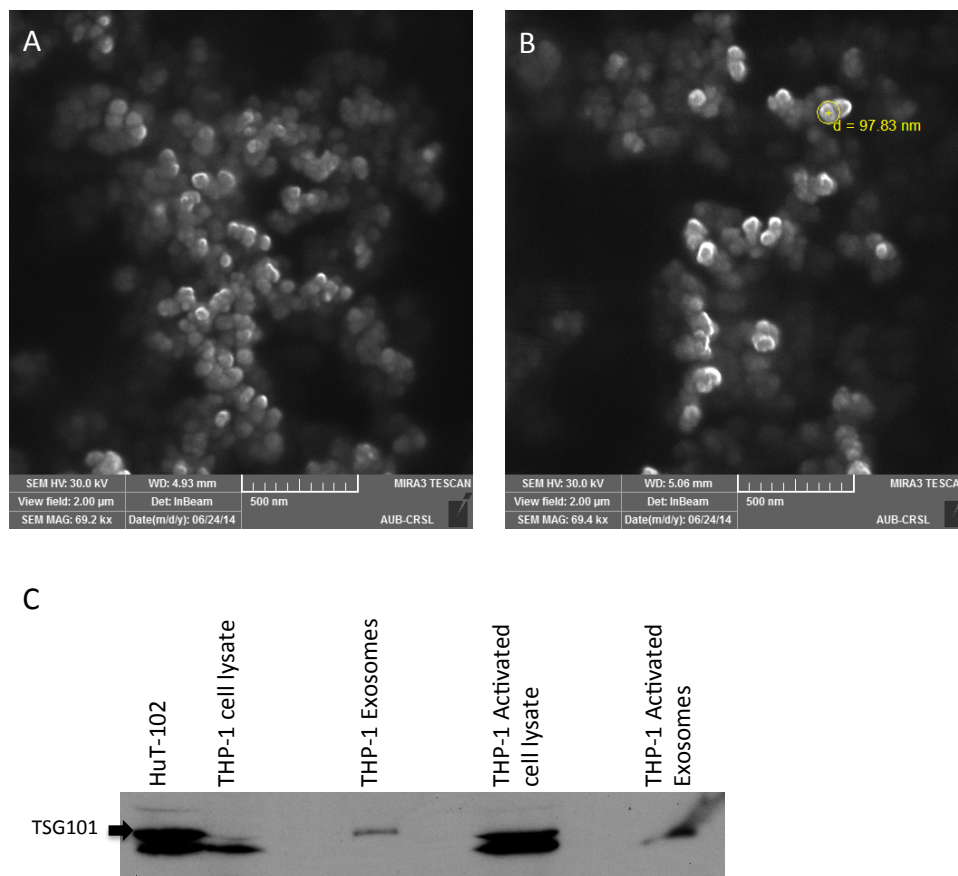 A
SEM HV: 30.0 kV WD: 4.93 mm MIRA3 TESCAN
View field: 2.00 µm Det: InBeam 500 nm
SEM MAG: 69.2 kx Date(m/d/y): 06/24/14 AUB-CRSL
B
d = 97.83 nm
SEM HV: 30.0 kV WD: 5.06 mm MIRA3 TESCA
View field: 2.00 µm Det: InBeam 500 nm
SEM MAG: 69.4 kx Date(m/d/y): 06/24/14 AUB-CRSL
C
HuT-102
THP-1 cell lysate
THP-1 Exosomes
THP-1 Activated
cell lysate
THP-1 Activated
Exosomes
TSG101